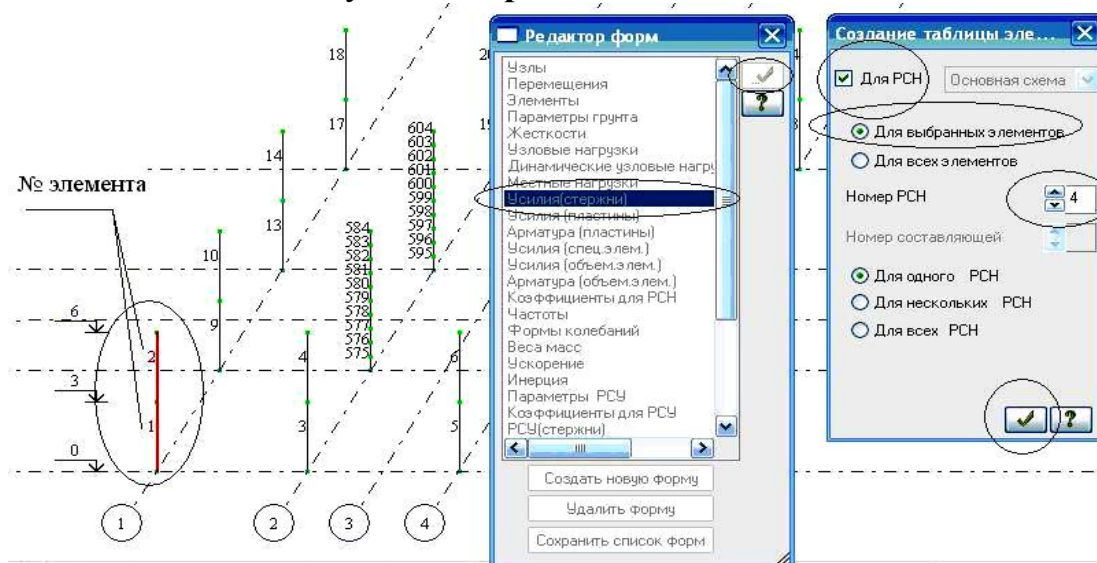 18
17
14
13
10
9
№ элемента
604
603
602
601
600
599
598
597
596
595
584
583
582
581
580
579
578
577
576
575
6
3
0
2
1
4
3
6
5
1
2
3
4
Редактор форм
Узлы
Перемещения
Элементы
Параметры грунта
Жесткости
Узловые нагрузки
Динамические узловые нагру
Местные нагрузки
Усилия(стержни)
Усилия (пластины)
Арматура (пластины)
Усилия (спец.элем.)
Усилия (объем.элем.)
Арматура (объем.элем.)
Коэффициенты для РСН
Частоты
Формы колебаний
Веса масс
Ускорение
Инерция
Параметры РСУ
Коэффициенты для РСУ
РСУ(стержни)
Создать новую форму
Удалить форму
Сохранить список форм
?
Создание таблицы эле...
Для РСН
Основная схема
Для выбранных элементов
Для всех элементов
Номер РСН
4
Номер составляющей
Для одного РСН
Для нескольких РСН
Для всех РСН
?